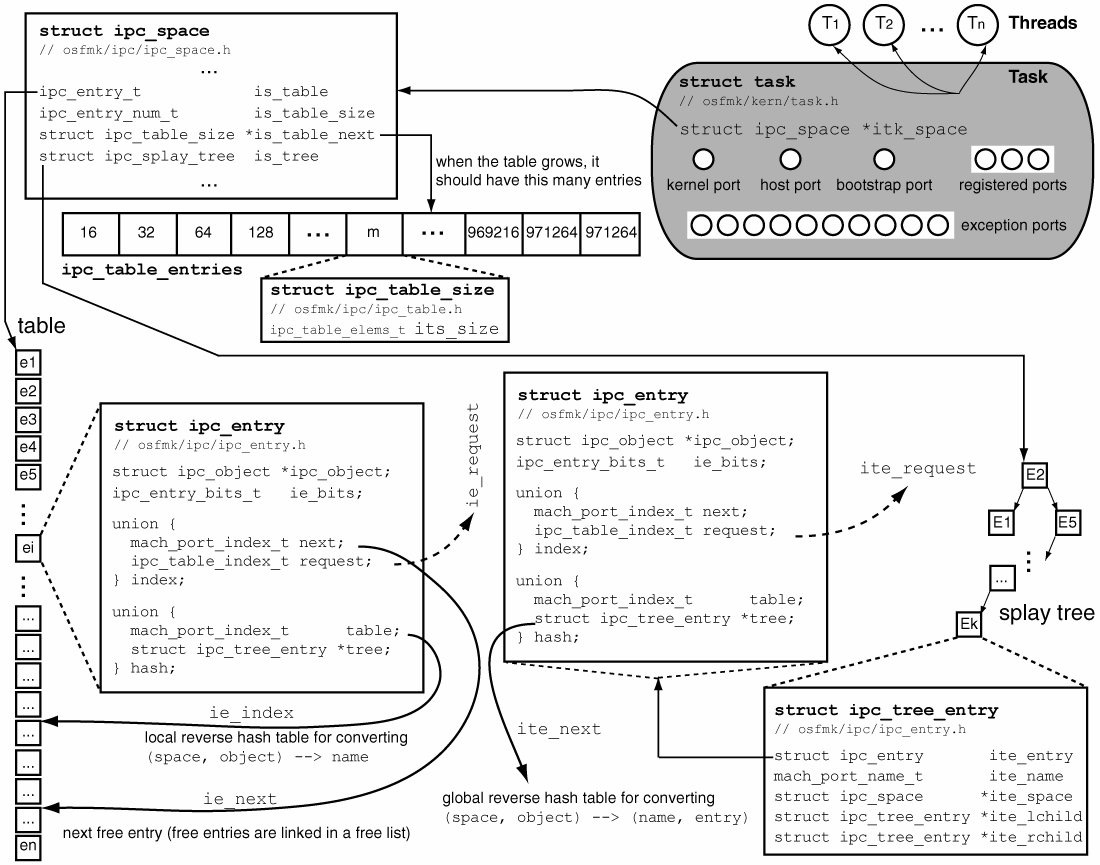 struct ipc_space
// osfmk/ipc/ipc_space.h
...
ipc_entry_t is_table
ipc_entry_num_t is_table_size
struct ipc_table_size *is_table_next
struct ipc_splay_tree is_tree
...
T1 T2 ... Tn Threads
Task
struct task
// osfmk/kern/task.h
struct ipc_space *itk_space
kernel port host port bootstrap port registered ports
exception ports
when the table grows, it
should have this many entries
16 32 64 128 ... m ... 969216 971264 971264
ipc_table_entries
struct ipc_table_size
// osfmk/ipc/ipc_table.h
ipc_table_elems_t its_size
table
e1
e2
e3
e4
e5
...
ei
...
...
...
...
...
...
...
...
...
en
struct ipc_entry
// osfmk/ipc/ipc_entry.h
struct ipc_object *ipc_object;
ipc_entry_bits_t ie_bits;
union {
mach_port_index_t next;
ipc_table_index_t request;
} index;
union {
mach_port_index_t table;
struct ipc_tree_entry *tree;
} hash;
ie_request
ie_index
local reverse hash table for converting
(space, object) --> name
ie_next
next free entry (free entries are linked in a free list)
struct ipc_entry
// osfmk/ipc/ipc_entry.h
struct ipc_object *ipc_object;
ipc_entry_bits_t ie_bits;
union {
mach_port_index_t next;
ipc_table_index_t request;
} index;
union {
mach_port_index_t table;
struct ipc_tree_entry *tree;
} hash;
ite_request
ite_next
global reverse hash table for converting
(space, object) --> (name, entry)
E2
E1 E5
...
...
Ek
splay tree
struct ipc_tree_entry
// osfmk/ipc/ipc_entry.h
struct ipc_entry ite_entry
mach_port_name_t ite_name
struct ipc_space *ite_space
struct ipc_tree_entry *ite_lchild
struct ipc_tree_entry *ite_rchild